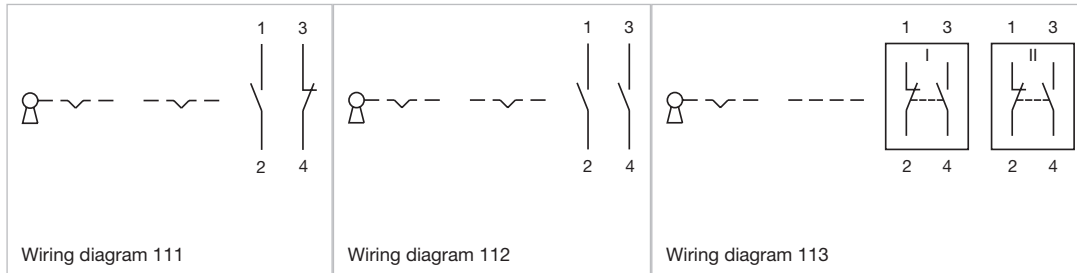 1 3
2 4
Wiring diagram 111
1 3
2 4
Wiring diagram 112
1 3 1 3
I II
2 4 2 4
Wiring diagram 113